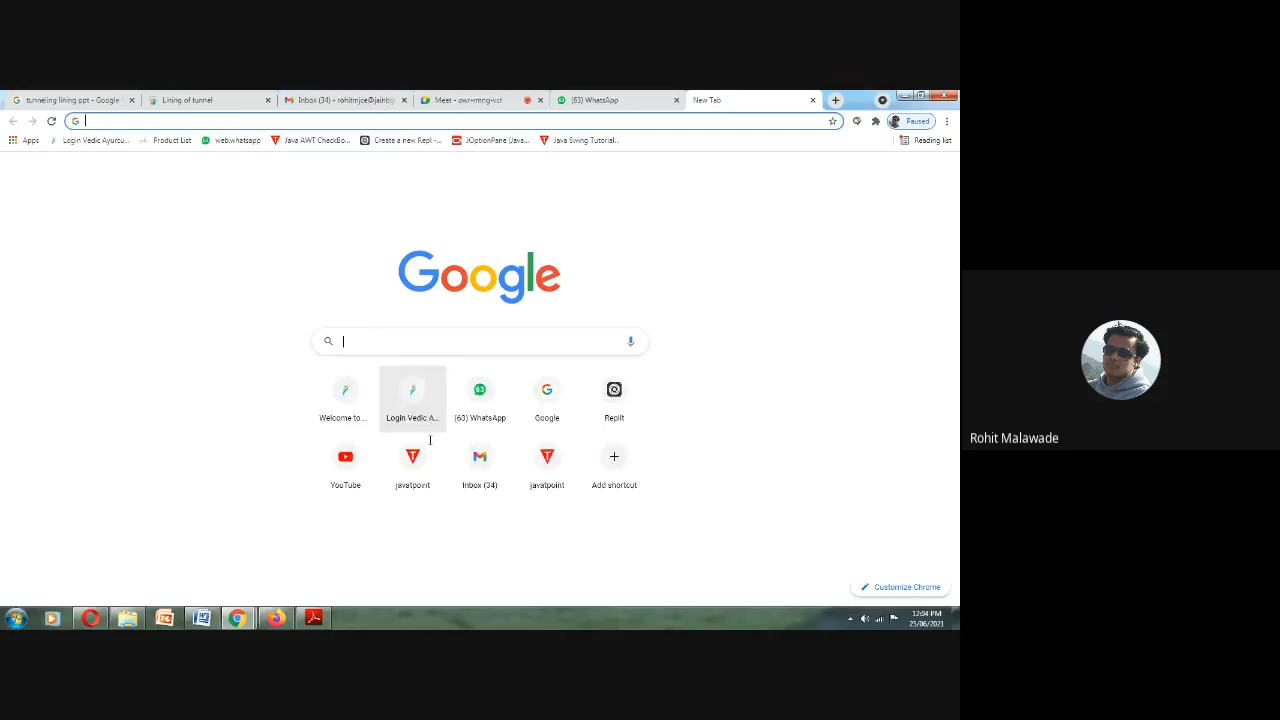 tunneling lining ppt - Google
Lining of tunnel
Inbox (34) - rohitmjce@jainbg
Meet - owr-rmng-vcr
(63) WhatsApp
New Tab
Paused
Apps
Login Vedic Ayurcu...
Product List
web.whatsapp
Java AWT CheckBo...
Create a new Repl -...
JOptionPane (Java...
Java Swing Tutorial...
Reading list
Google
Welcome to ...
Login Vedic A...
(63) WhatsApp
Google
Replit
YouTube
javatpoint
Inbox (34)
javatpoint
Add shortcut
Customize Chrome
12:04 PM
25/06/2021
Rohit Malawade